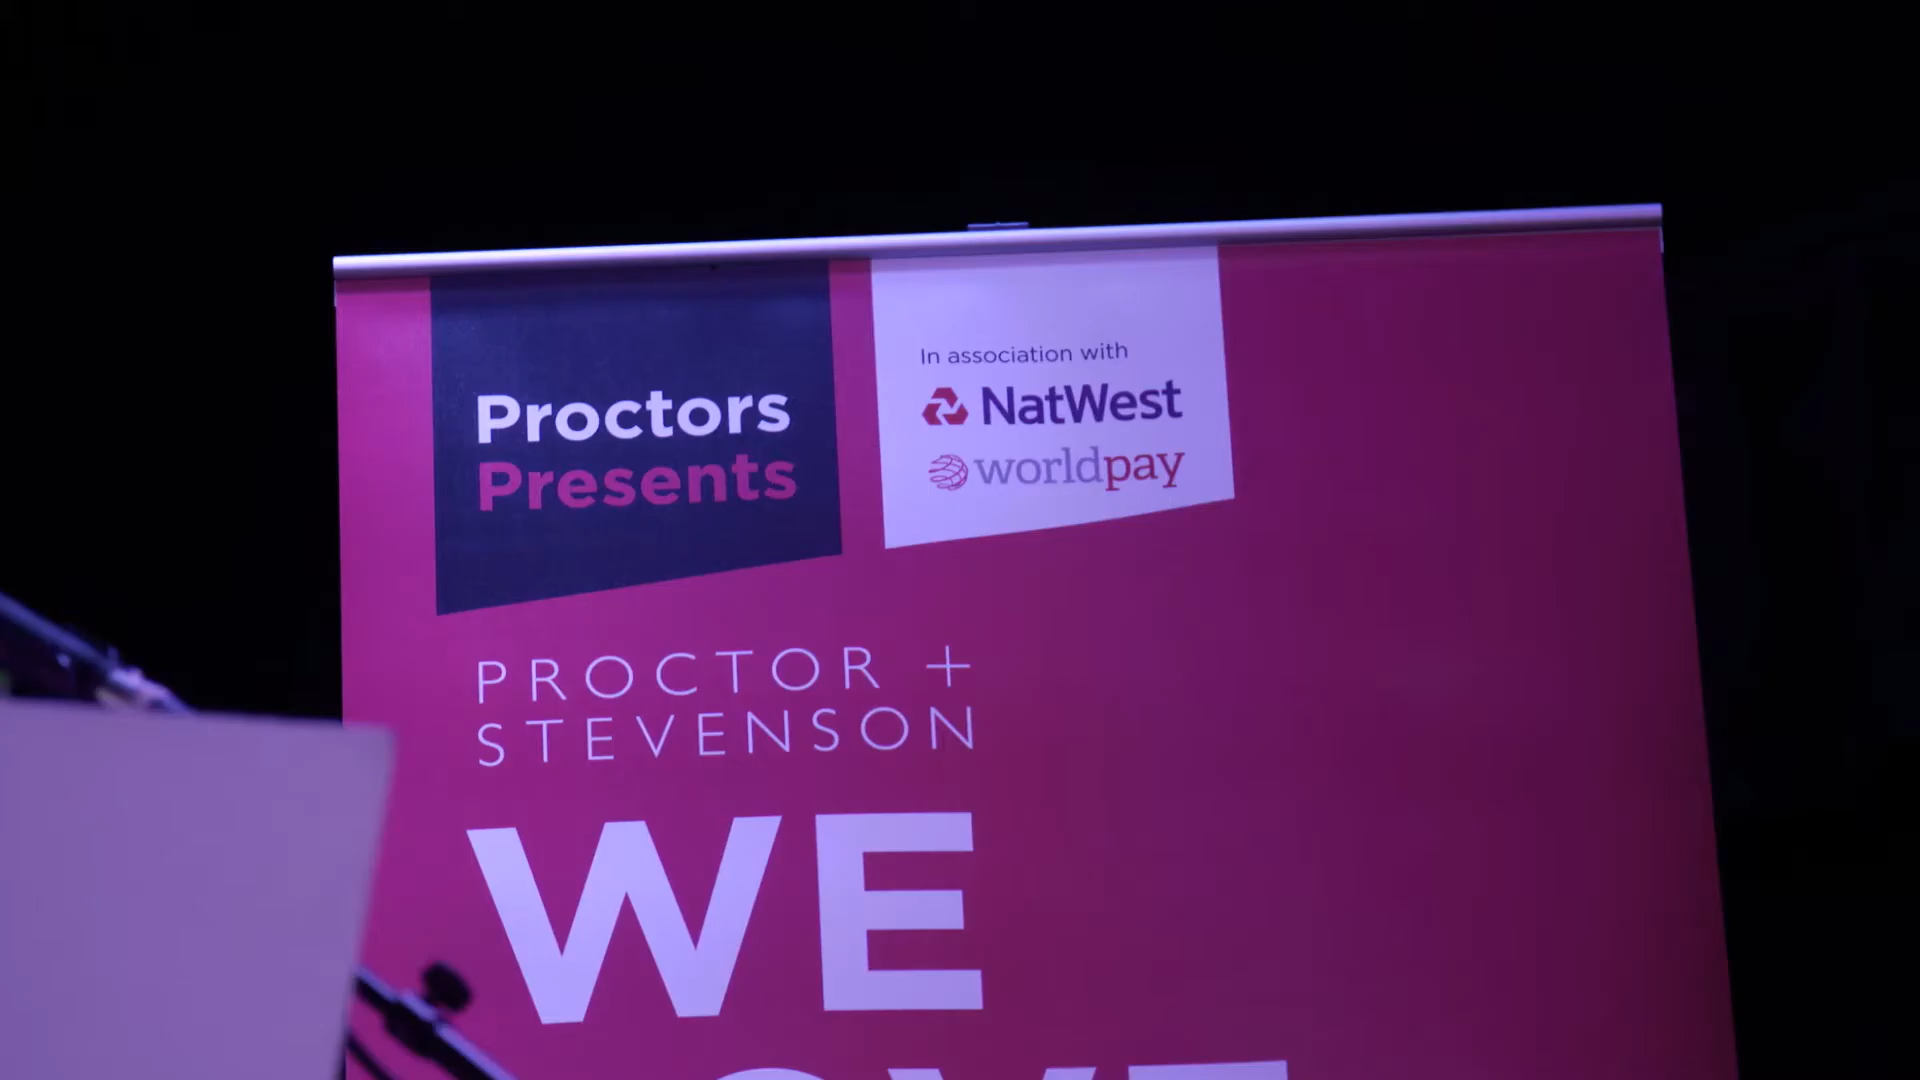 Proctors
Presents
In association with
NatWest
worldpay
PROCTOR +
STEVENSON
WE